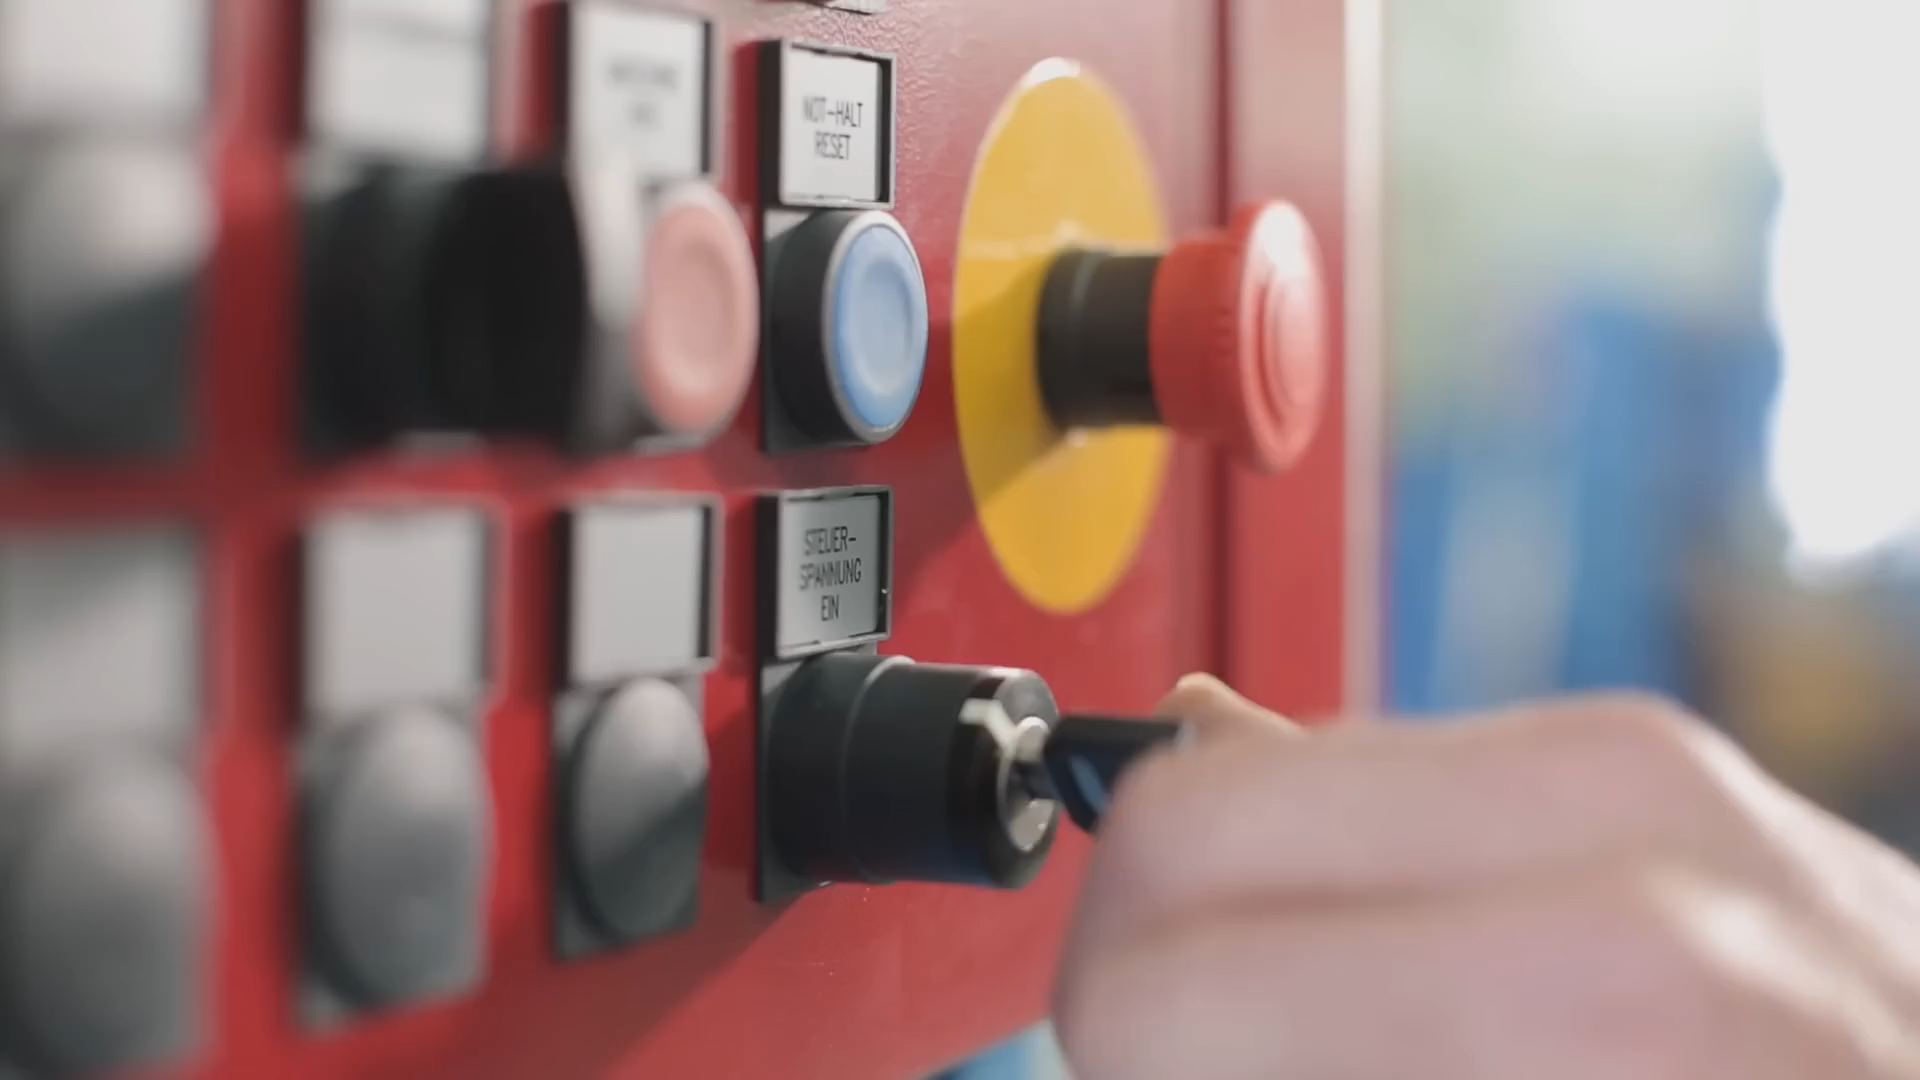 NOT-HALT
RESET
STEUER-
SPANNUNG
EIN